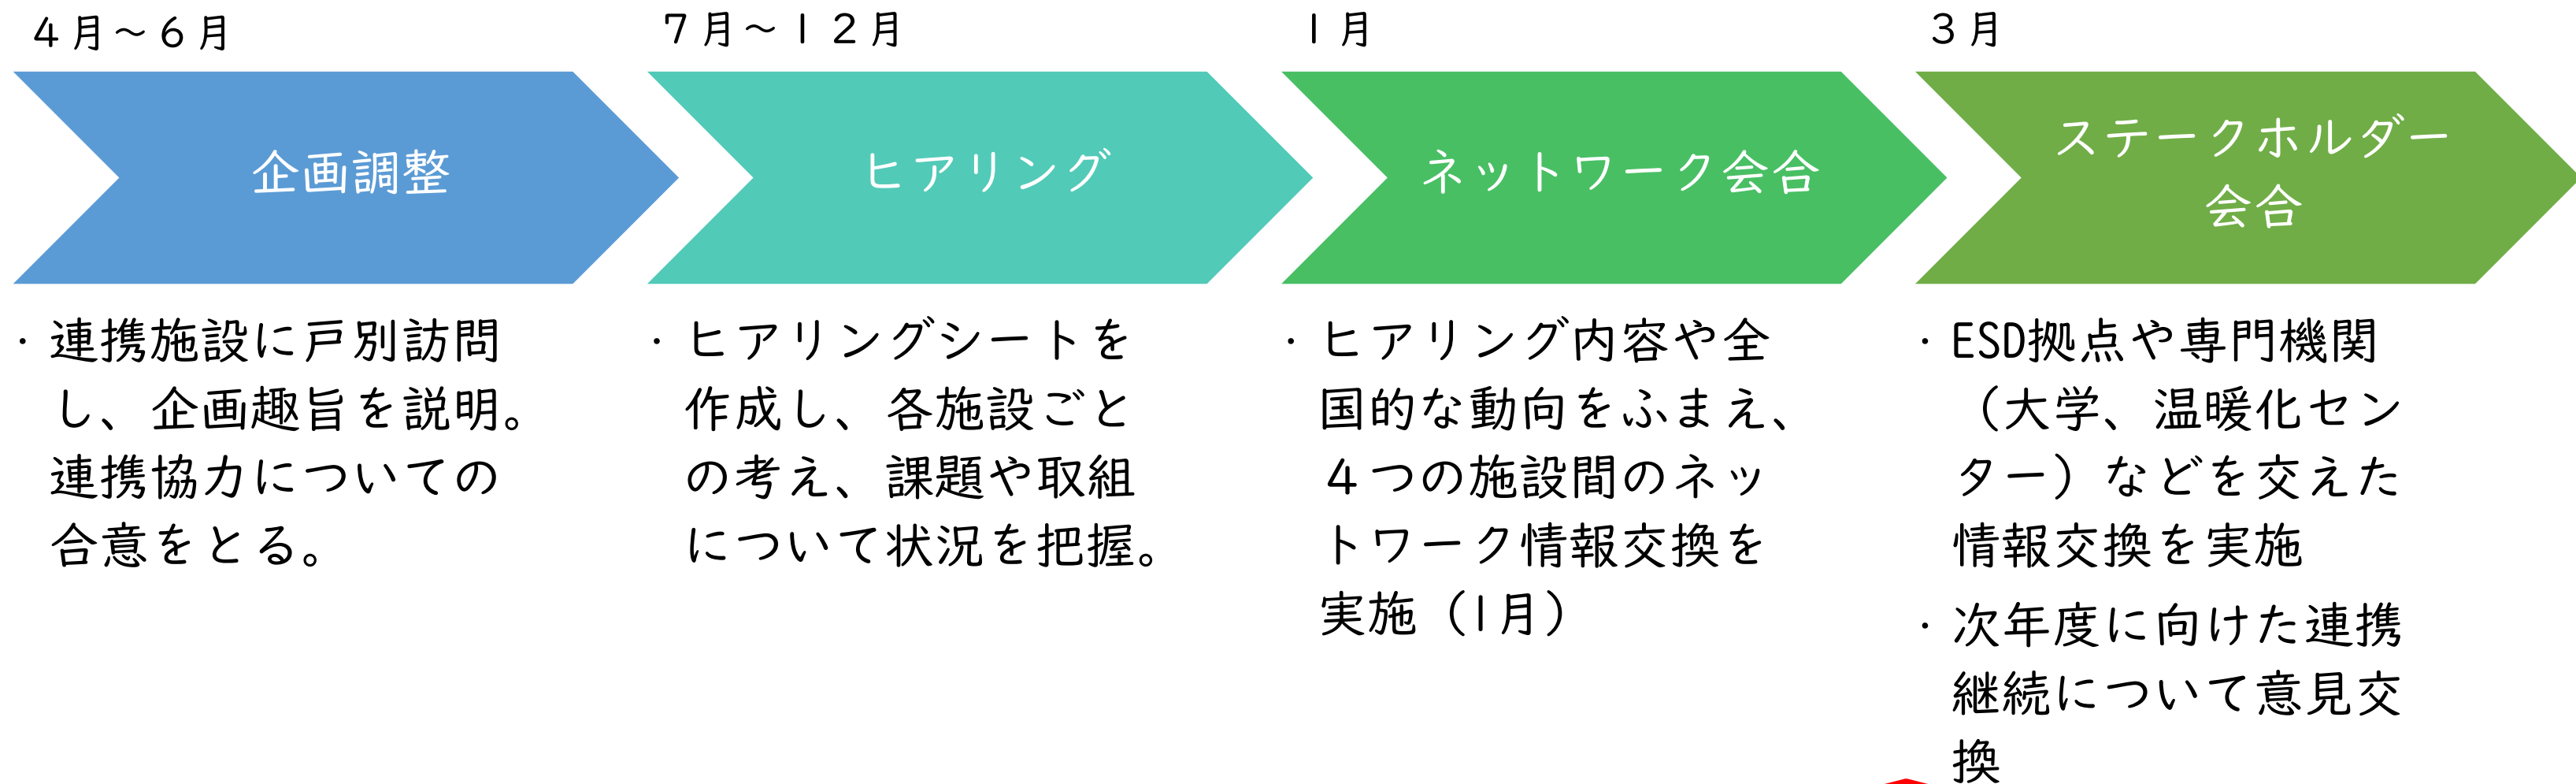 4月～6月
企画調整
・連携施設に戸別訪問
し、企画趣旨を説明。
連携協力についての
合意をとる。
7月～12月
ヒアリング
・ヒアリングシートを
作成し、各施設ごと
の考え、課題や取組
について状況を把握。
1月
ネットワーク会合
・ヒアリング内容や全
国的な動向をふまえ、
4つの施設間のネッ
トワーク情報交換を
実施（1月）
3月
ステークホルダー
会合
・ESD拠点や専門機関
（大学、温暖化セン
ター）などを交えた
情報交換を実施
・次年度に向けた連携
継続について意見交
換